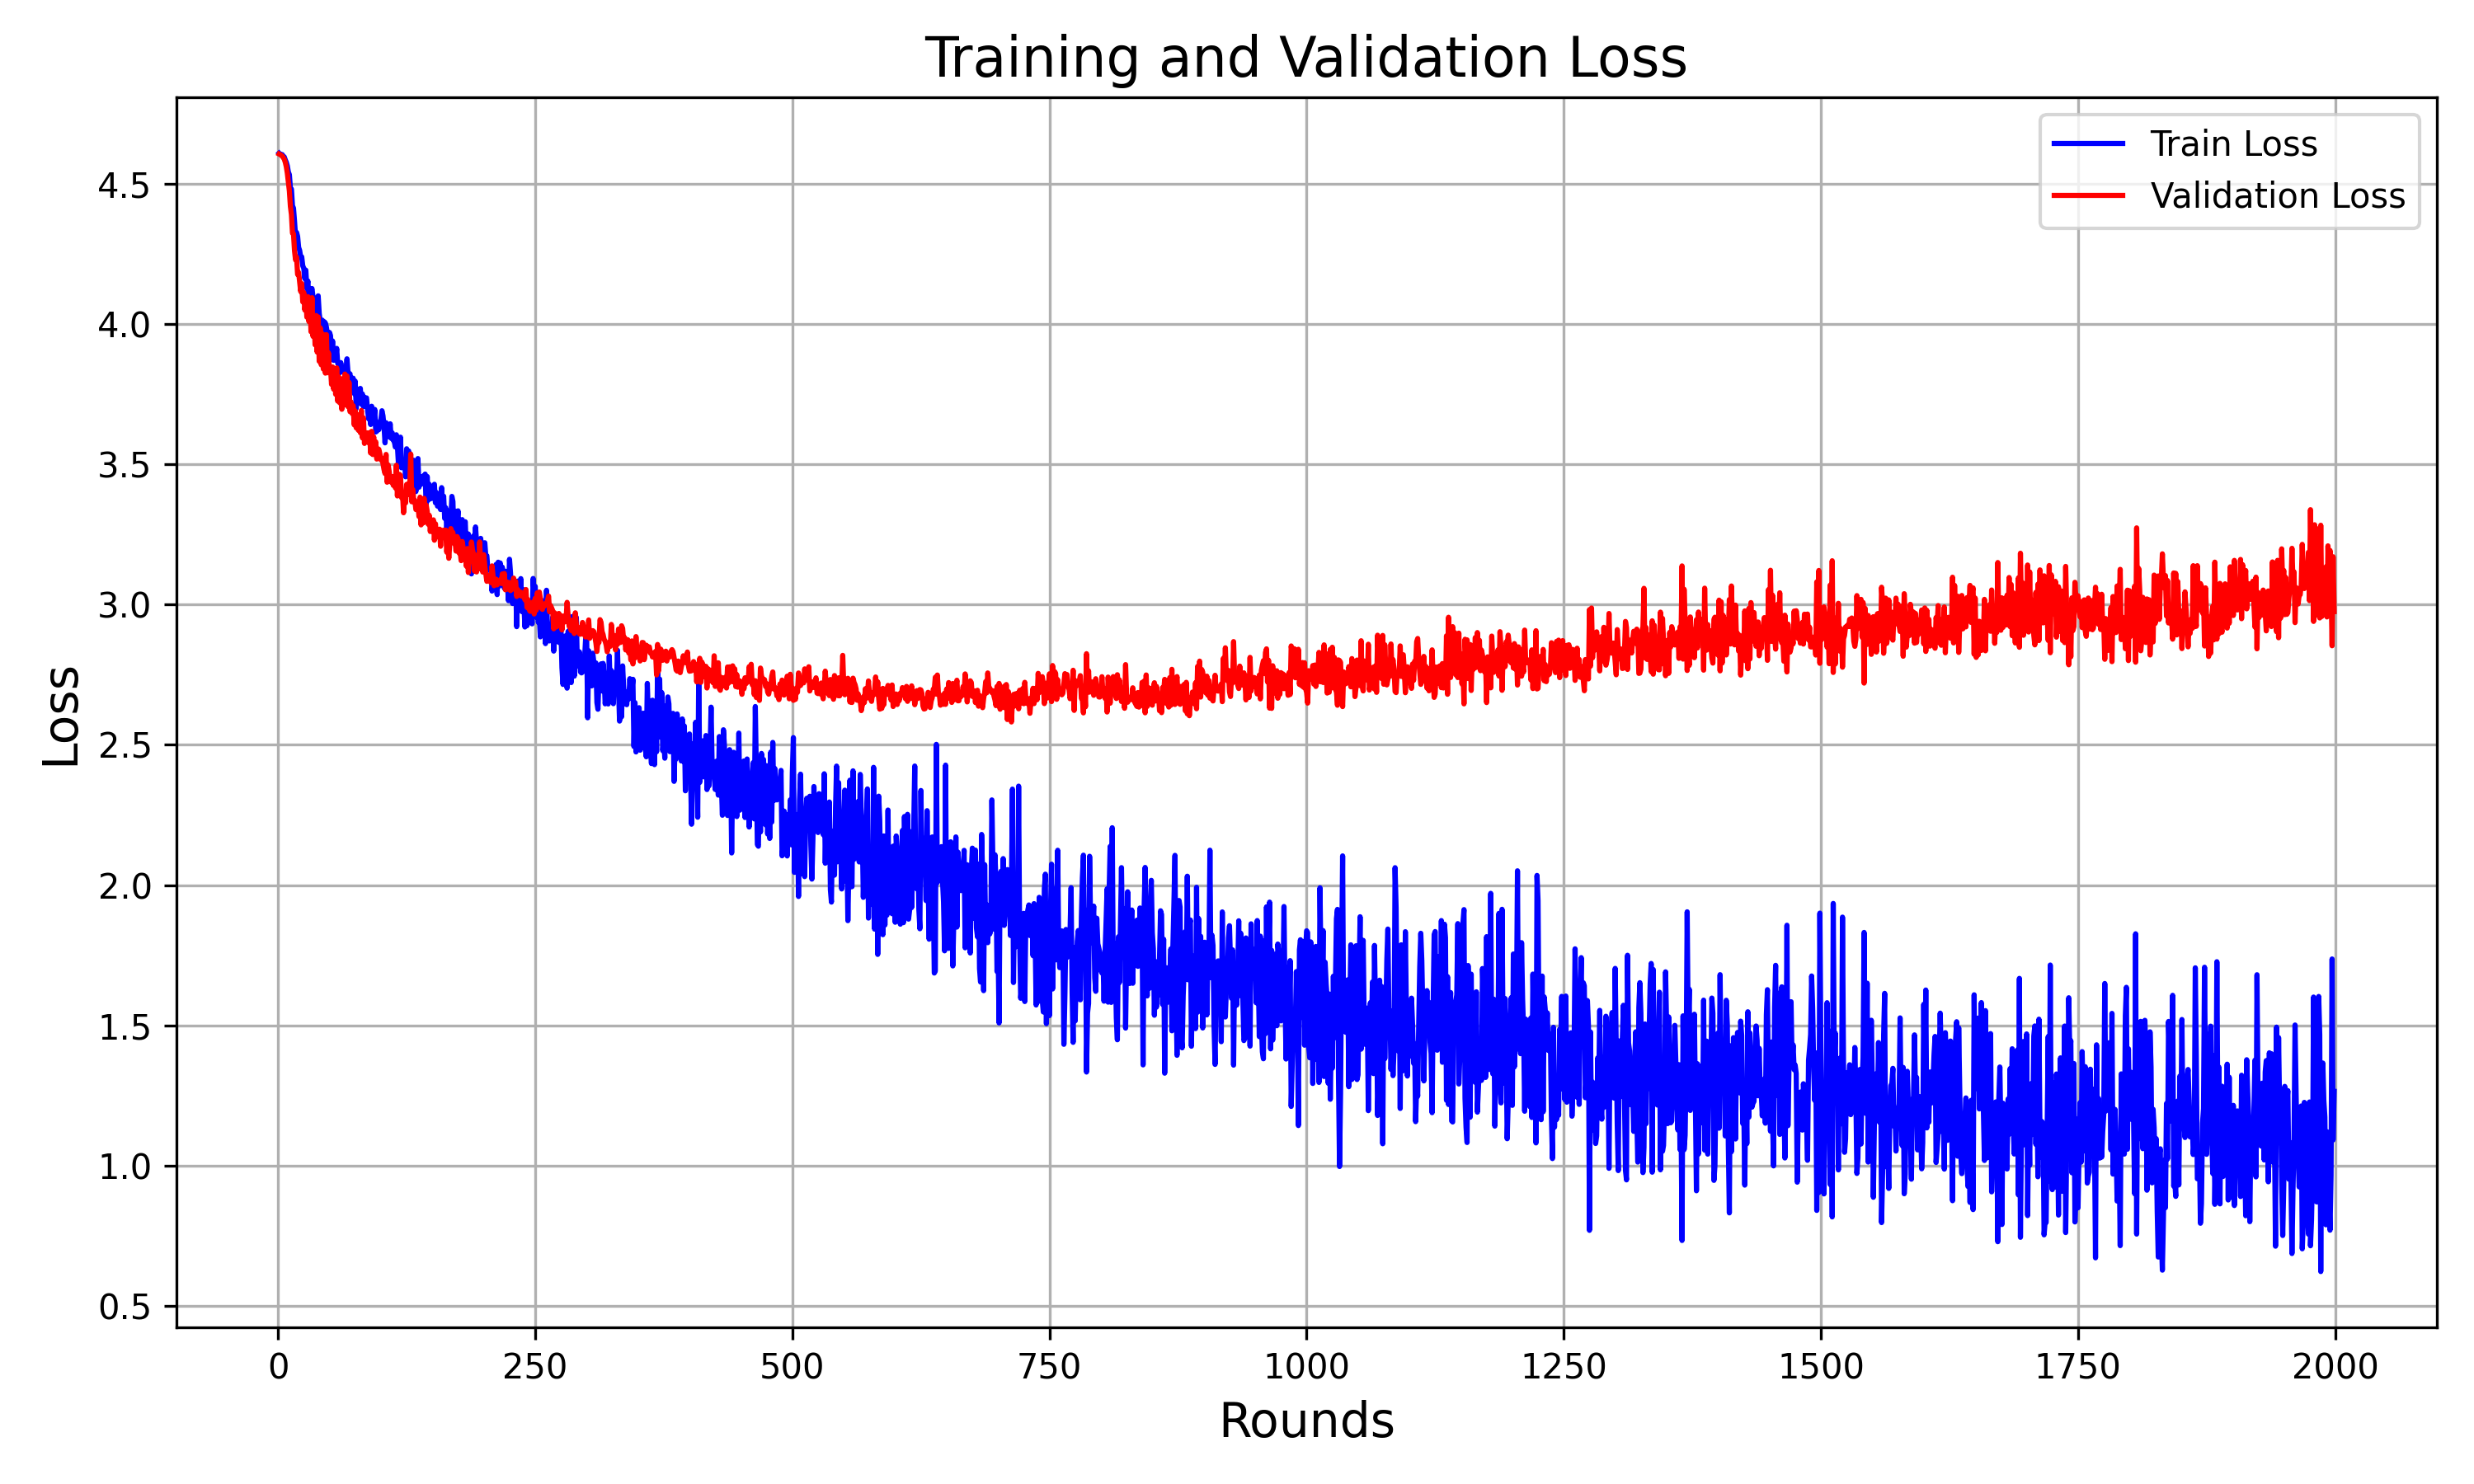 Training and Validation Loss
Train Loss
Validation Loss
Loss
4.5
4.0
3.5
3.0
2.5
2.0
1.5
1.0
0.5
0 250 500 750 1000 1250 1500 1750 2000
Rounds